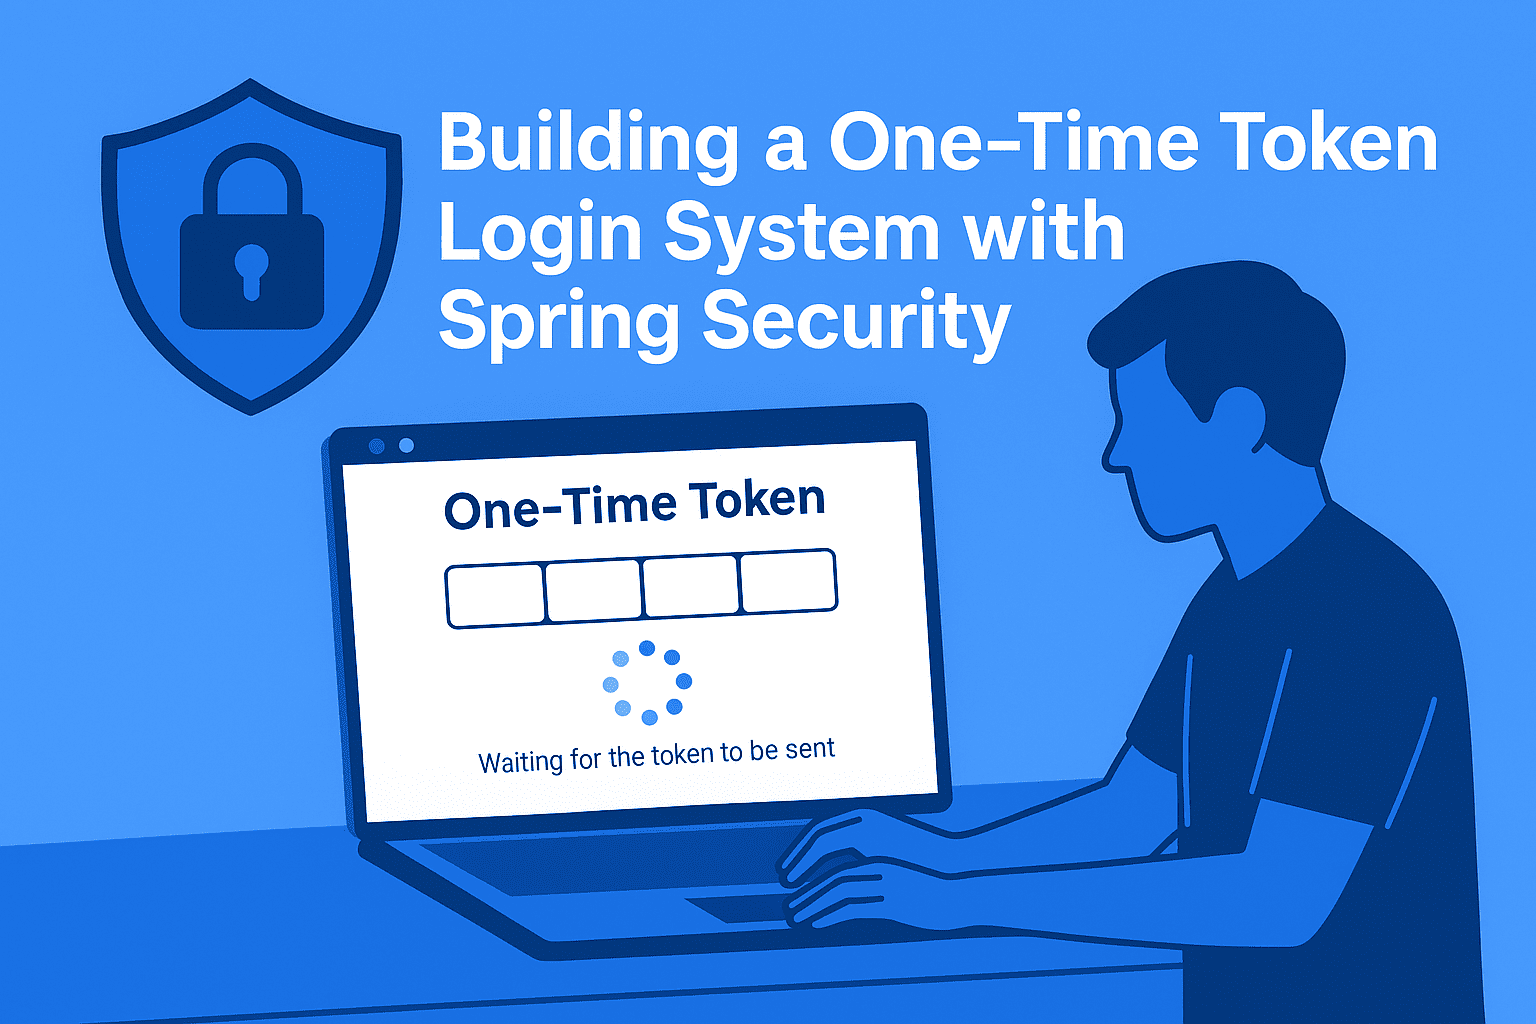 Building a One-Time Token
Login System with
Spring Security
One-Time Token
Waiting for the token to be sent